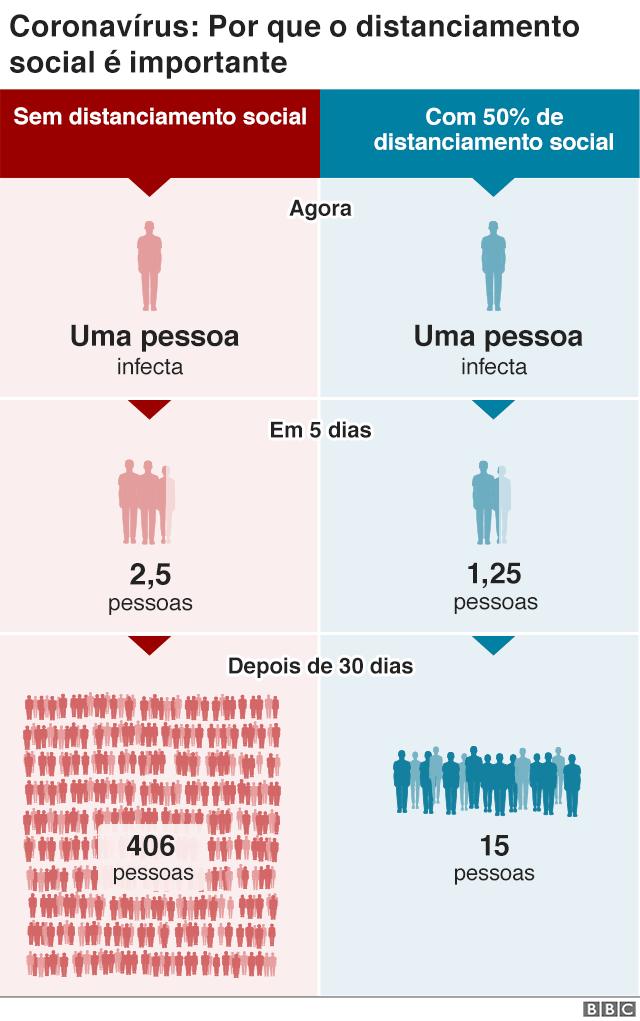 Coronavírus: Por que o distanciamento
social é importante
Sem distanciamento social
Com 50% de
distanciamento social
Agora
Uma pessoa
infecta
Uma pessoa
infecta
Em 5 dias
2,5
pessoas
1,25
pessoas
Depois de 30 dias
406
pessoas
15
pessoas
BBC